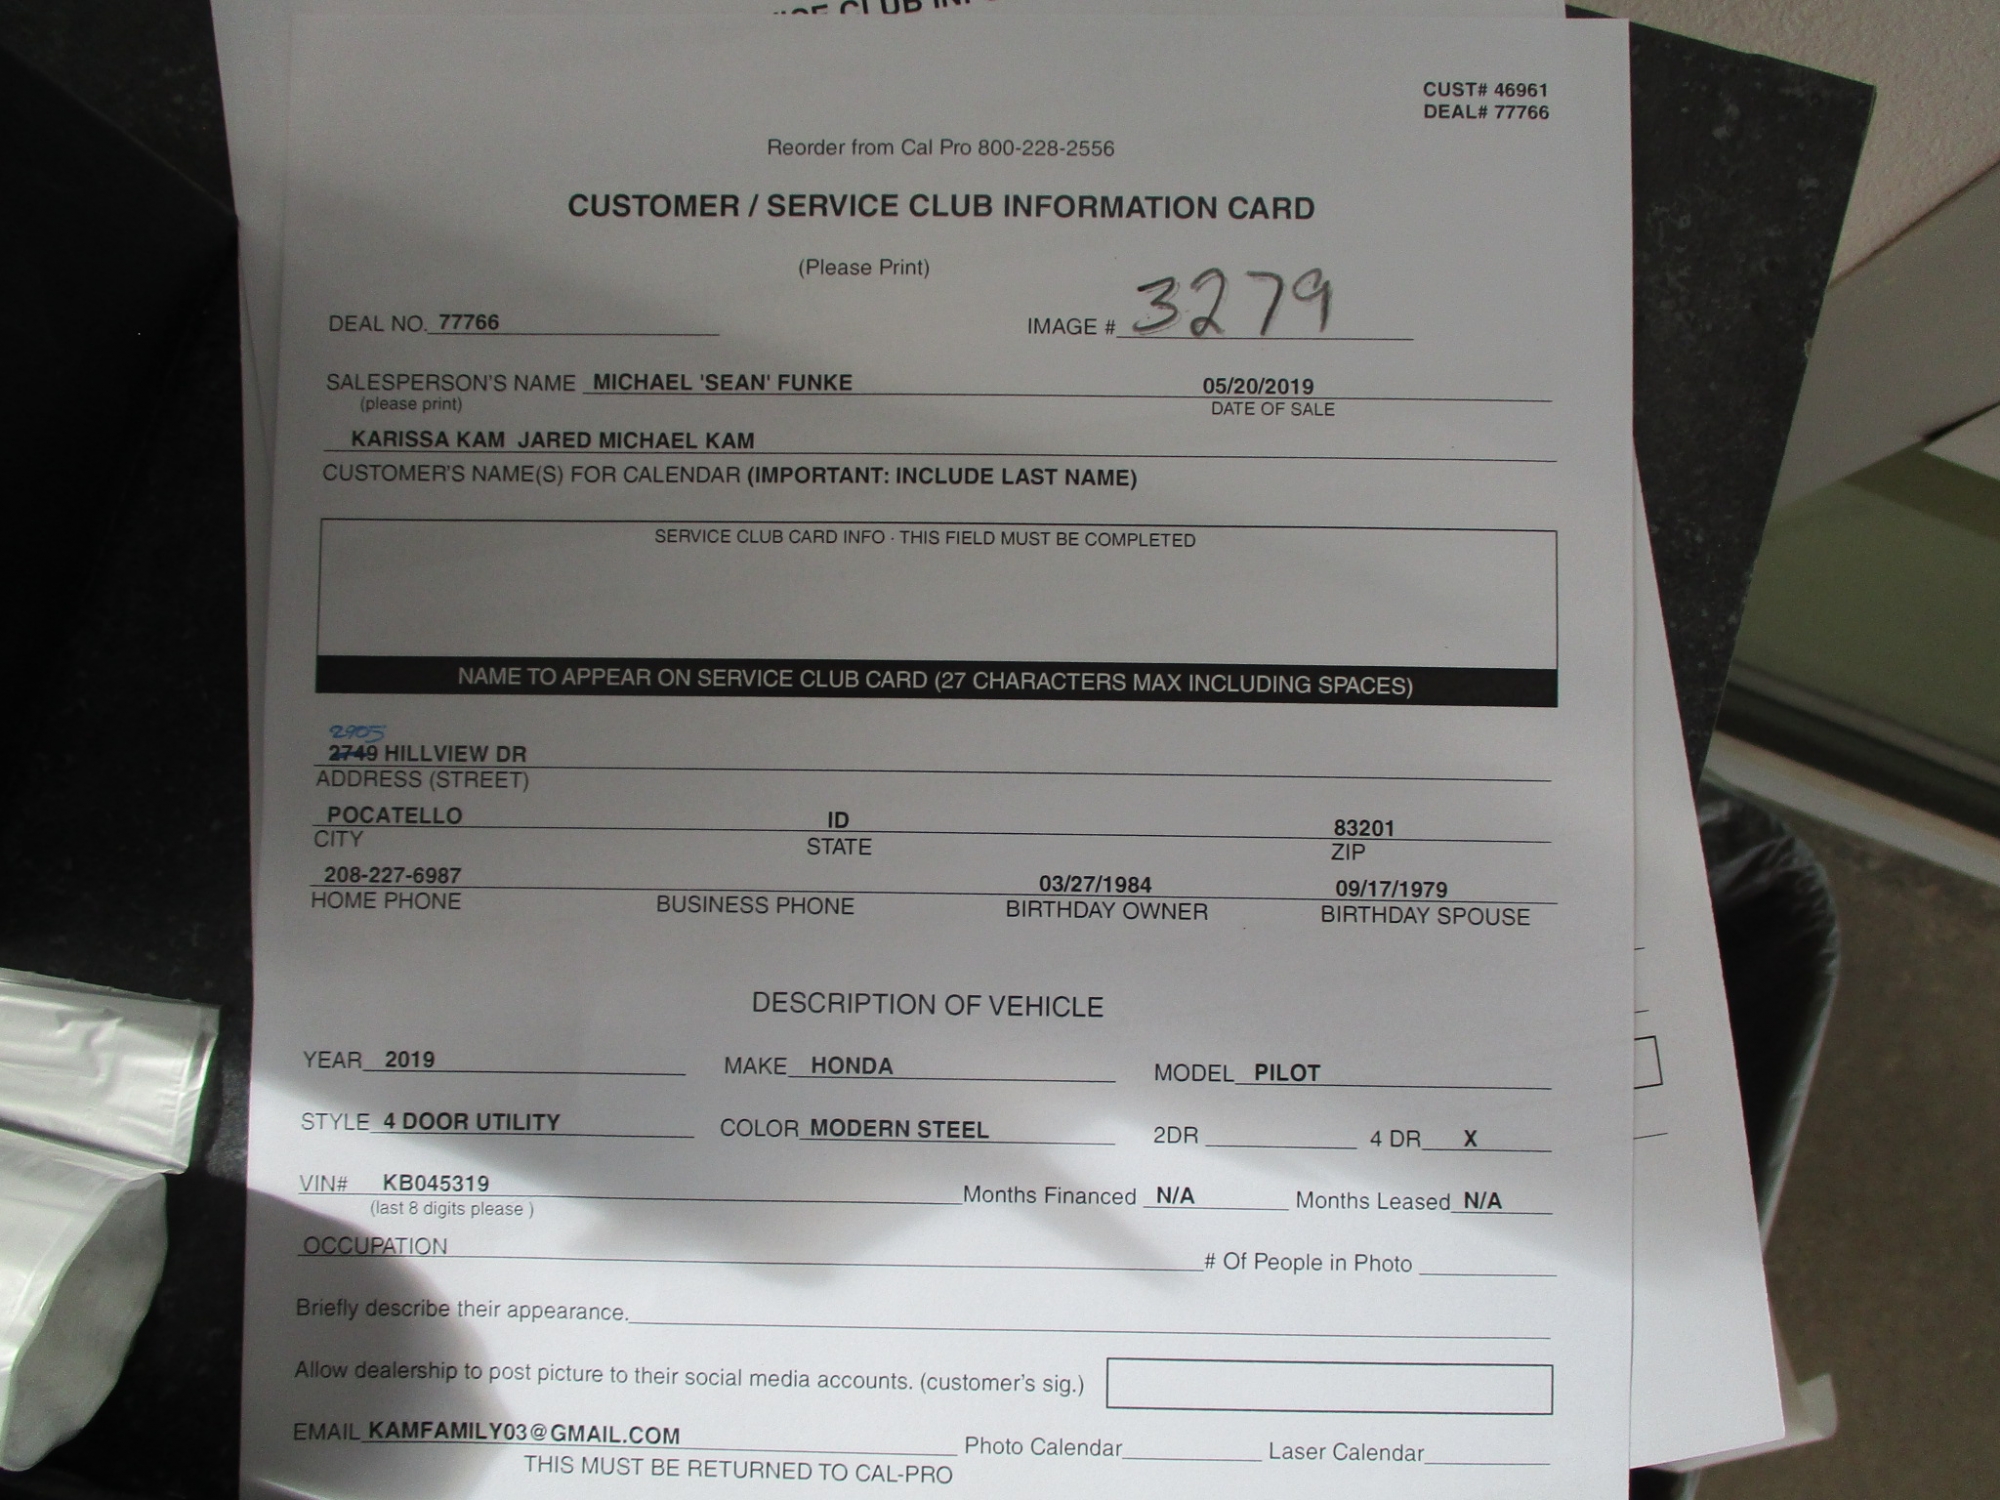 CUST# 46961
DEAL# 77766
Reorder from Cal Pro 800-228-2556
CUSTOMER / SERVICE CLUB INFORMATION CARD
(Please Print)
DEAL NO. 77766 IMAGE # 3279
SALESPERSON'S NAME MICHAEL 'SEAN' FUNKE 05/20/2019
(please print) DATE OF SALE
KARISSA KAM JARED MICHAEL KAM
CUSTOMER'S NAME(S) FOR CALENDAR (IMPORTANT: INCLUDE LAST NAME)
SERVICE CLUB CARD INFO · THIS FIELD MUST BE COMPLETED
NAME TO APPEAR ON SERVICE CLUB CARD (27 CHARACTERS MAX INCLUDING SPACES)
2905
2749 HILLVIEW DR
ADDRESS (STREET)
POCATELLO ID 83201
CITY STATE ZIP
208-227-6987 03/27/1984 09/17/1979
HOME PHONE BUSINESS PHONE BIRTHDAY OWNER BIRTHDAY SPOUSE
DESCRIPTION OF VEHICLE
YEAR 2019 MAKE HONDA MODEL PILOT
STYLE 4 DOOR UTILITY COLOR MODERN STEEL 2DR 4 DR X
VIN# KB045319 Months Financed N/A Months Leased N/A
(last 8 digits please )
OCCUPATION # Of People in Photo
Briefly describe their appearance.
Allow dealership to post picture to their social media accounts. (customer's sig.)
EMAIL KAMFAMILY03@GMAIL.COM Photo Calendar Laser Calendar
THIS MUST BE RETURNED TO CAL-PRO